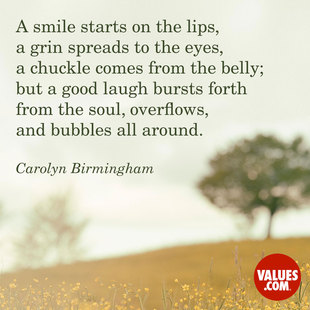 A smile starts on the lips,
a grin spreads to the eyes,
a chuckle comes from the belly;
but a good laugh bursts forth
from the soul, overflows,
and bubbles all around.
Carolyn Birmingham
VALUES
.COM